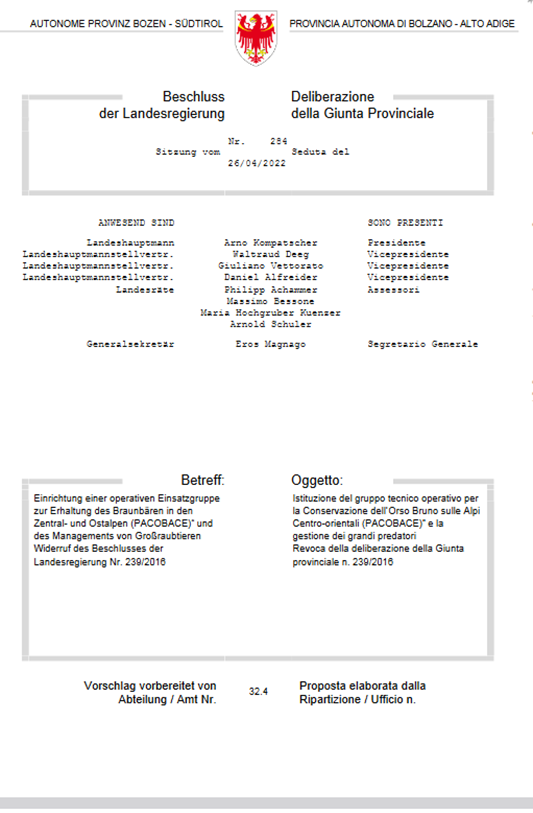 AUTONOME PROVINZ BOZEN - SÜDTIROL
PROVINCIA AUTONOMA DI BOLZANO - ALTO ADIGE
Beschluss
der Landesregierung
Deliberazione
della Giunta Provinciale
Nr. 284
Sitzung vom Seduta del
26/04/2022
ANWESEND SIND SONO PRESENTI
Landeshauptmann Arno Kompatscher Presidente
Landeshauptmannstellvertr. Waltraud Deeg Vicepresidente
Landeshauptmannstellvertr. Giuliano Vettorato Vicepresidente
Landeshauptmannstellvertr. Daniel Alfreider Vicepresidente
Landesräte Philipp Achammer Assessori
Massimo Bessone
Maria Hochgruber Kuenzer
Arnold Schuler
Generalsekretär Eros Magnago Segretario Generale
Betreff:
Einrichtung einer operativen Einsatzgruppe
zur Erhaltung des Braunbären in den
Zentral- und Ostalpen (PACOBACE)" und
des Managements von Großraubtieren
Widerruf des Beschlusses der
Landesregierung Nr. 239/2016
Oggetto:
Istituzione del gruppo tecnico operativo per
la Conservazione dell'Orso Bruno sulle Alpi
Centro-orientali (PACOBACE)" e la
gestione dei grandi predatori
Revoca della deliberazione della Giunta
provinciale n. 239/2016
Vorschlag vorbereitet von
Abteilung / Amt Nr.
32.4
Proposta elaborata dalla
Ripartizione / Ufficio n.